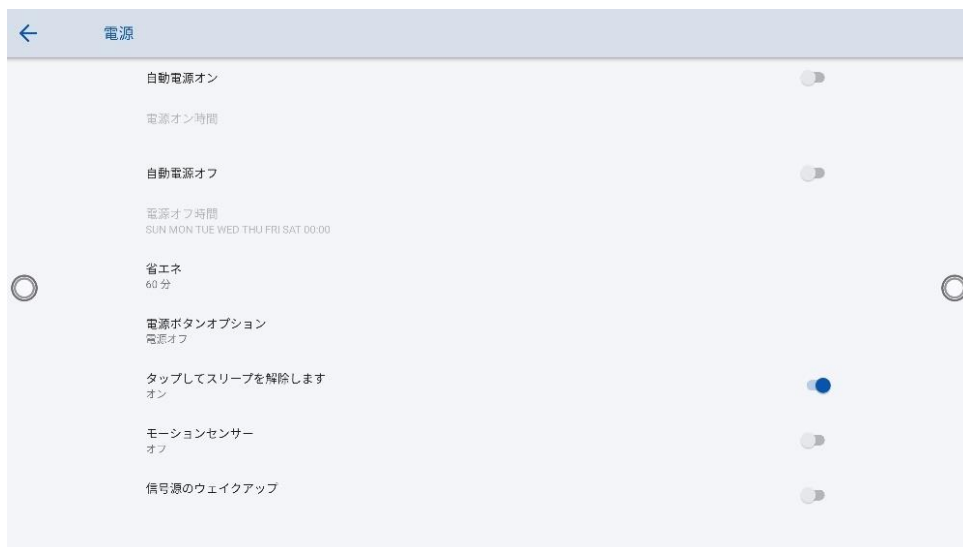 電源
自動電源オン
電源オン時間
自動電源オフ
電源オフ時間
SUN MON TUE WED THU FRI SAT 00:00
省エネ
60 分
電源ボタンオプション
電源オフ
タップしてスリープを解除します
オン
モーションセンサー
オフ
信号源のウェイクアップ